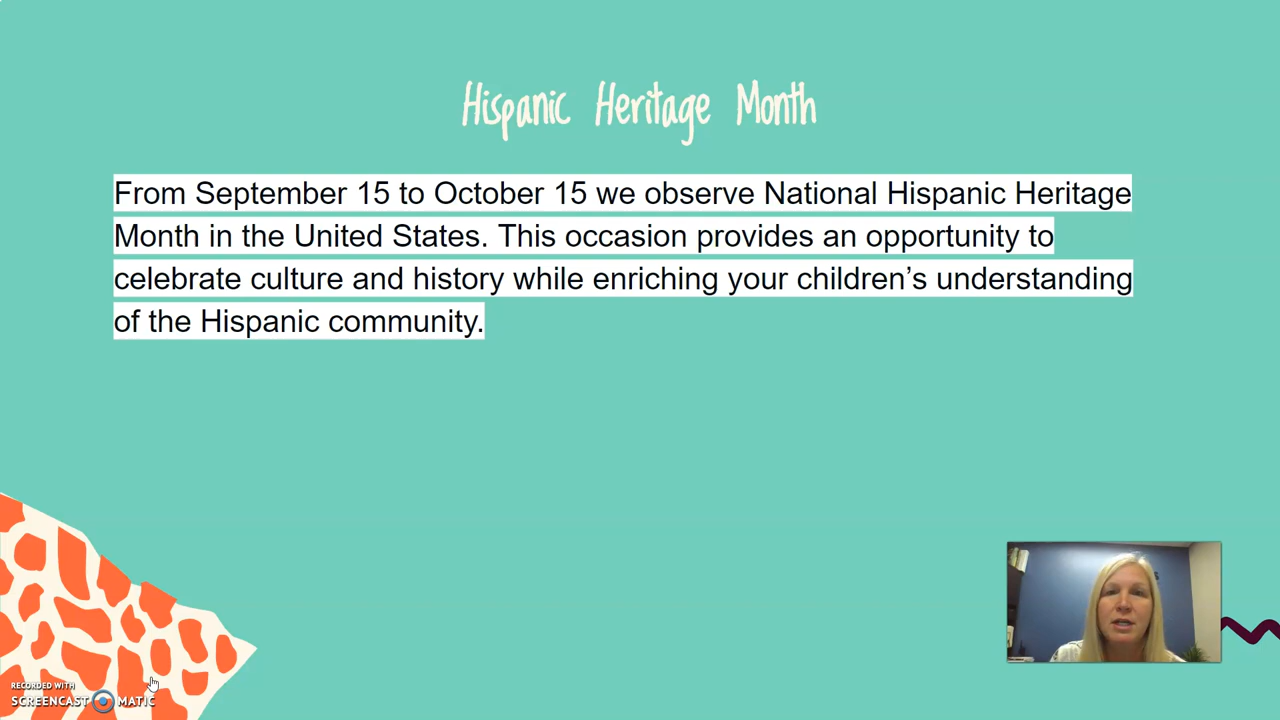 Hispanic Heritage Month
From September 15 to October 15 we observe National Hispanic Heritage
Month in the United States. This occasion provides an opportunity to
celebrate culture and history while enriching your children’s understanding
of the Hispanic community.
RECORDED WITH
SCREENCAST MATIC